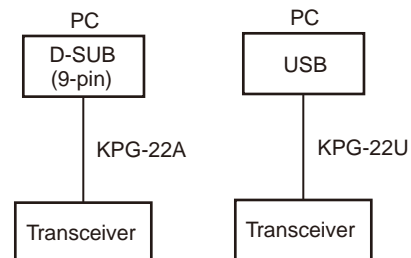 PC
D-SUB
(9-pin)
KPG-22A
Transceiver
PC
USB
KPG-22U
Transceiver